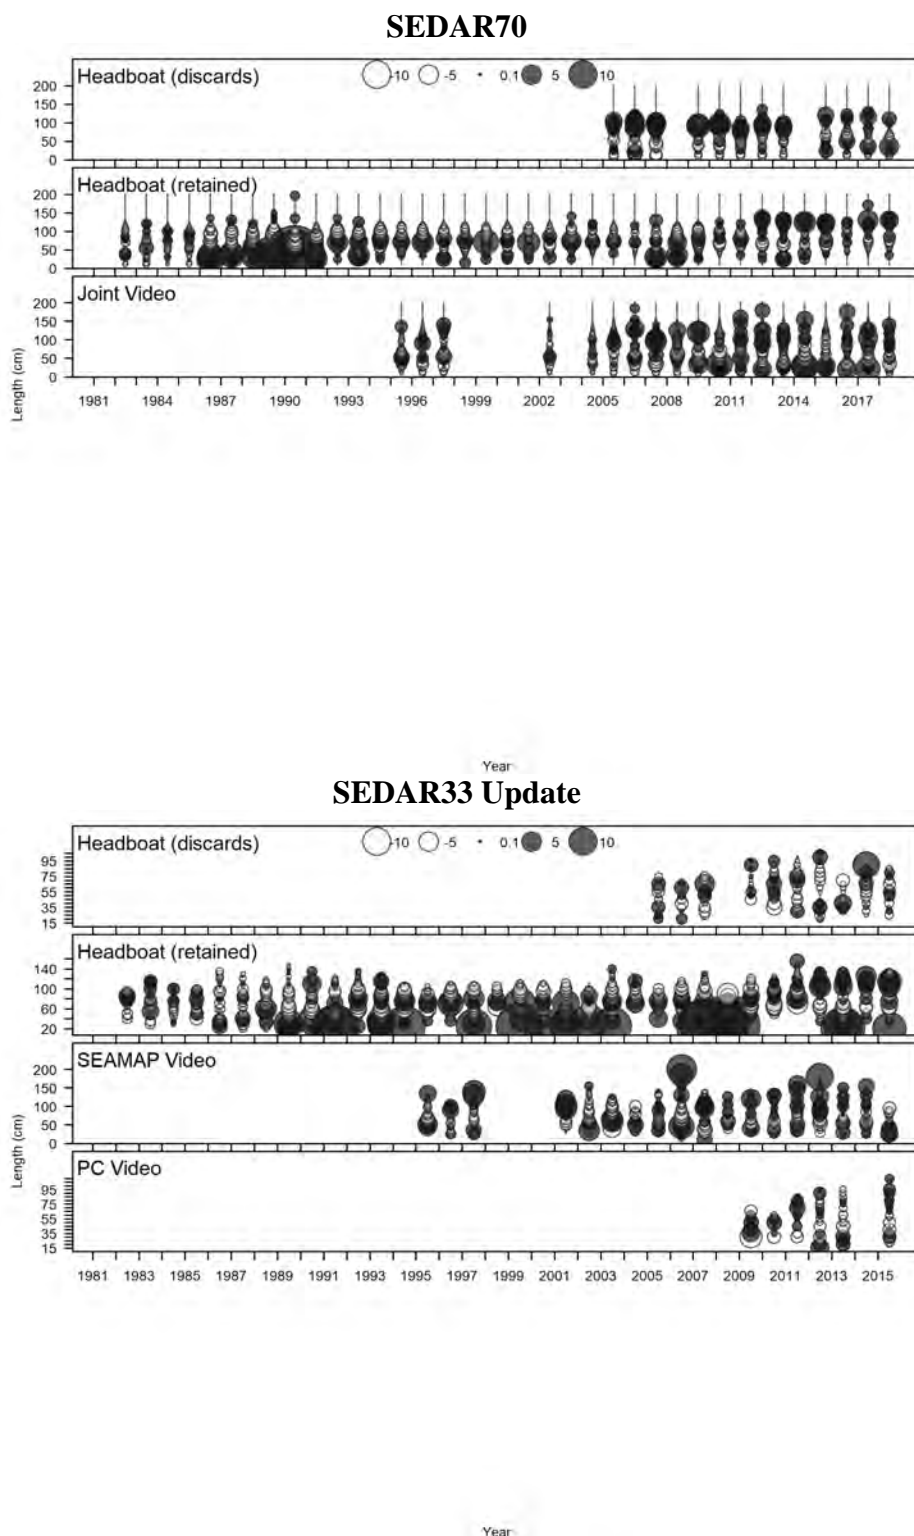 SEDAR70
Headboat (discards)
-10 -5 0.1 5 10
200
150
100
50
0
Headboat (retained)
200
150
100
50
0
Joint Video
200
150
100
50
0
Length (cm)
1981 1984 1987 1990 1993 1996 1999 2002 2005 2008 2011 2014 2017
Year
SEDAR33 Update
Headboat (discards)
-10 -5 0.1 5 10
95
75
55
35
15
Headboat (retained)
140
100
60
20
SEAMAP Video
200
150
100
50
0
Length (cm)
PC Video
95
75
55
35
15
1981 1983 1985 1987 1989 1991 1993 1995 1997 1999 2001 2003 2005 2007 2009 2011 2013 2015
Year